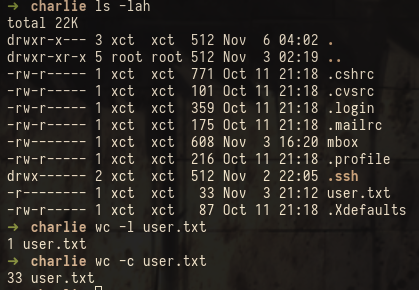 → charlie ls -lah
total 22K
drwxr-x--- 3 xct xct 512 Nov 6 04:02 .
drwxr-xr-x 5 root root 512 Nov 3 02:19 ..
-rw-r----- 1 xct xct 771 Oct 11 21:18 .cshrc
-rw-r----- 1 xct xct 101 Oct 11 21:18 .cvsrc
-rw-r----- 1 xct xct 359 Oct 11 21:18 .login
-rw-r----- 1 xct xct 175 Oct 11 21:18 .mailrc
-rw------- 1 xct xct 608 Nov 3 16:20 mbox
-rw-r----- 1 xct xct 216 Oct 11 21:18 .profile
drwx------ 2 xct xct 512 Nov 2 22:05 .ssh
-r-------- 1 xct xct 33 Nov 3 21:12 user.txt
-rw-r----- 1 xct xct 87 Oct 11 21:18 .Xdefaults
→ charlie wc -l user.txt
1 user.txt
→ charlie wc -c user.txt
33 user.txt